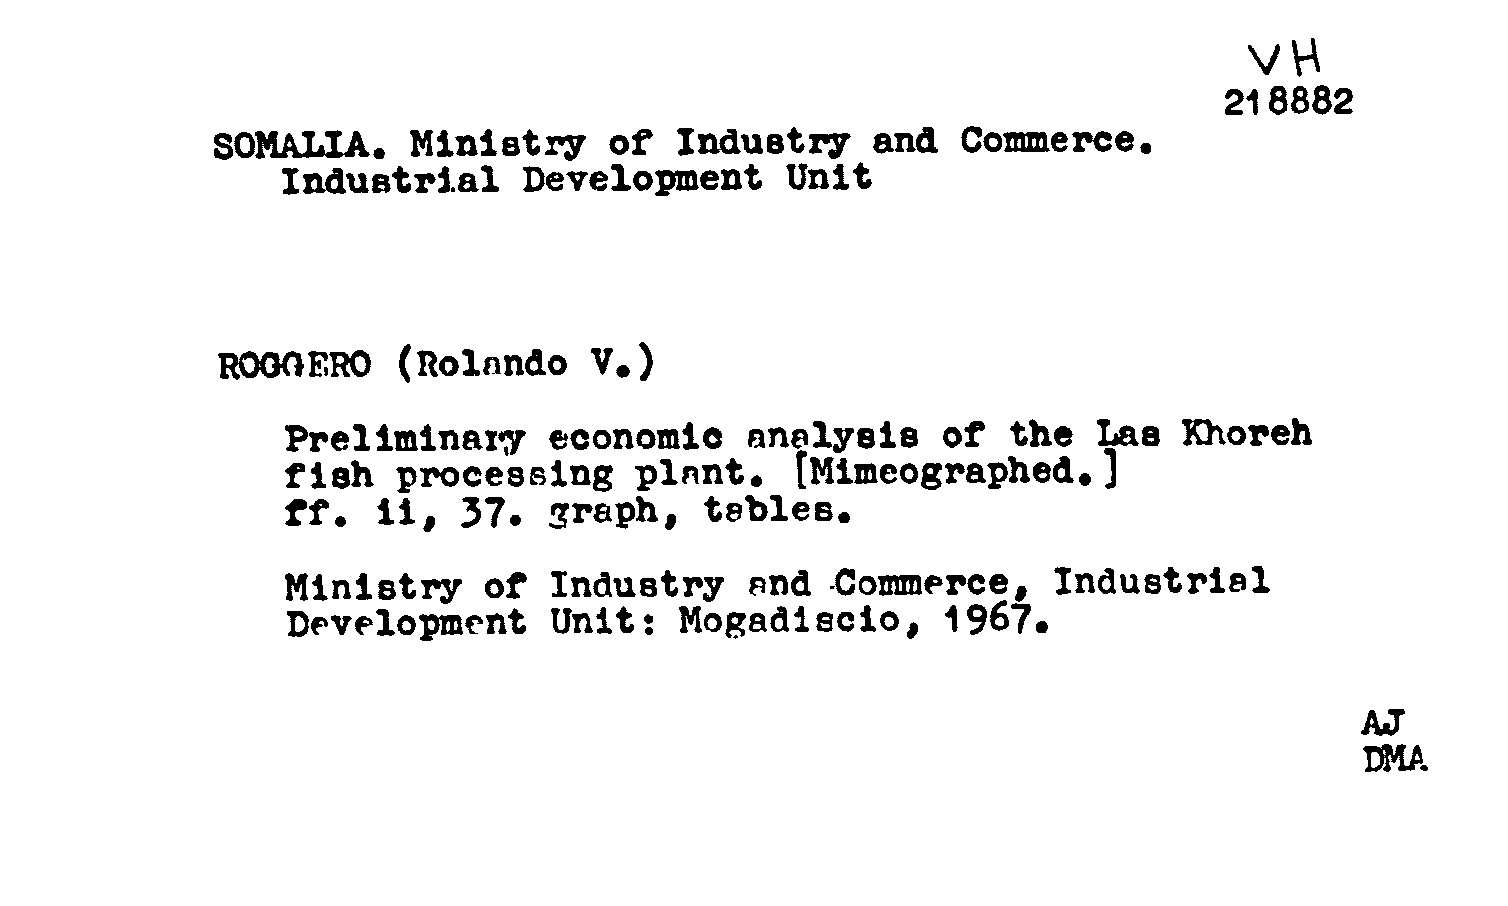 VH
218882
SOMALIA. Ministry of Industry and Commerce.
Industrial Development Unit
ROGGERO (Rolando V.)
Preliminary economic analysis of the Las Khoreh
fish processing plant. [Mimeographed.]
ff. ii, 37. graph, tables.
Ministry of Industry and Commerce, Industrial
Development Unit: Mogadiscio, 1967.
AJ
DMA